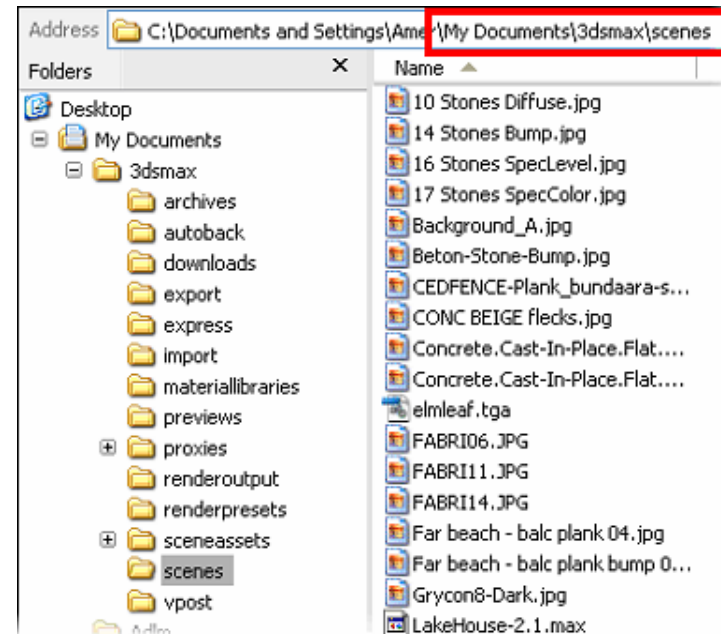 Address C:\Documents and Settings\Amer\My Documents\3dsmax\scenes
Folders x
Desktop
My Documents
3dsmax
archives
autoback
downloads
export
express
import
materiallibraries
previews
proxies
renderoutput
renderpresets
sceneassets
scenes
vpost
Adlm
Name
10 Stones Diffuse.jpg
14 Stones Bump.jpg
16 Stones SpecLevel.jpg
17 Stones SpecColor.jpg
Background_A.jpg
Beton-Stone-Bump.jpg
CEDFENCE-Plank_bundaara-s...
CONC BEIGE flecks.jpg
Concrete.Cast-In-Place.Flat....
Concrete.Cast-In-Place.Flat....
elmleaf.tga
FABRI06.JPG
FABRI11.JPG
FABRI14.JPG
Far beach - balc plank 04.jpg
Far beach - balc plank bump 0...
Grycon8-Dark.jpg
LakeHouse-2.1.max